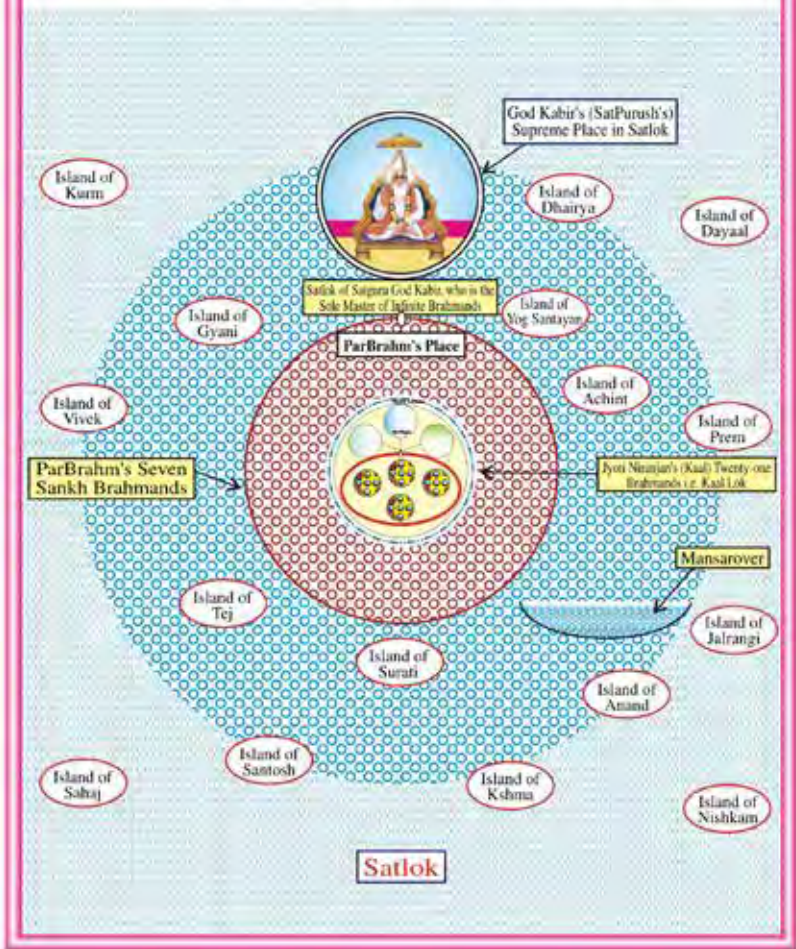 God Kabir's (SatPurush's)
Supreme Place in Satlok
Island of
Kurm
Island of
Dhairya
Island of
Dayaal
Satlok of Satguru God Kabir, who is the
Sole Master of Infinite Brahmands
Island of
Gyani
Island of
Yog Santayan
ParBrahm's Place
Island of
Achint
Island of
Vivek
Island of
Prem
ParBrahm's Seven
Sankh Brahmands
Jyoti Niranjan's (Kaal) Twenty-one
Brahmands i.e. Kaal Lok
Mansarover
Island of
Tej
Island of
Jalrangi
Island of
Surati
Island of
Anand
Island of
Santosh
Island of
Sahaj
Island of
Kshma
Island of
Nishkam
Satlok